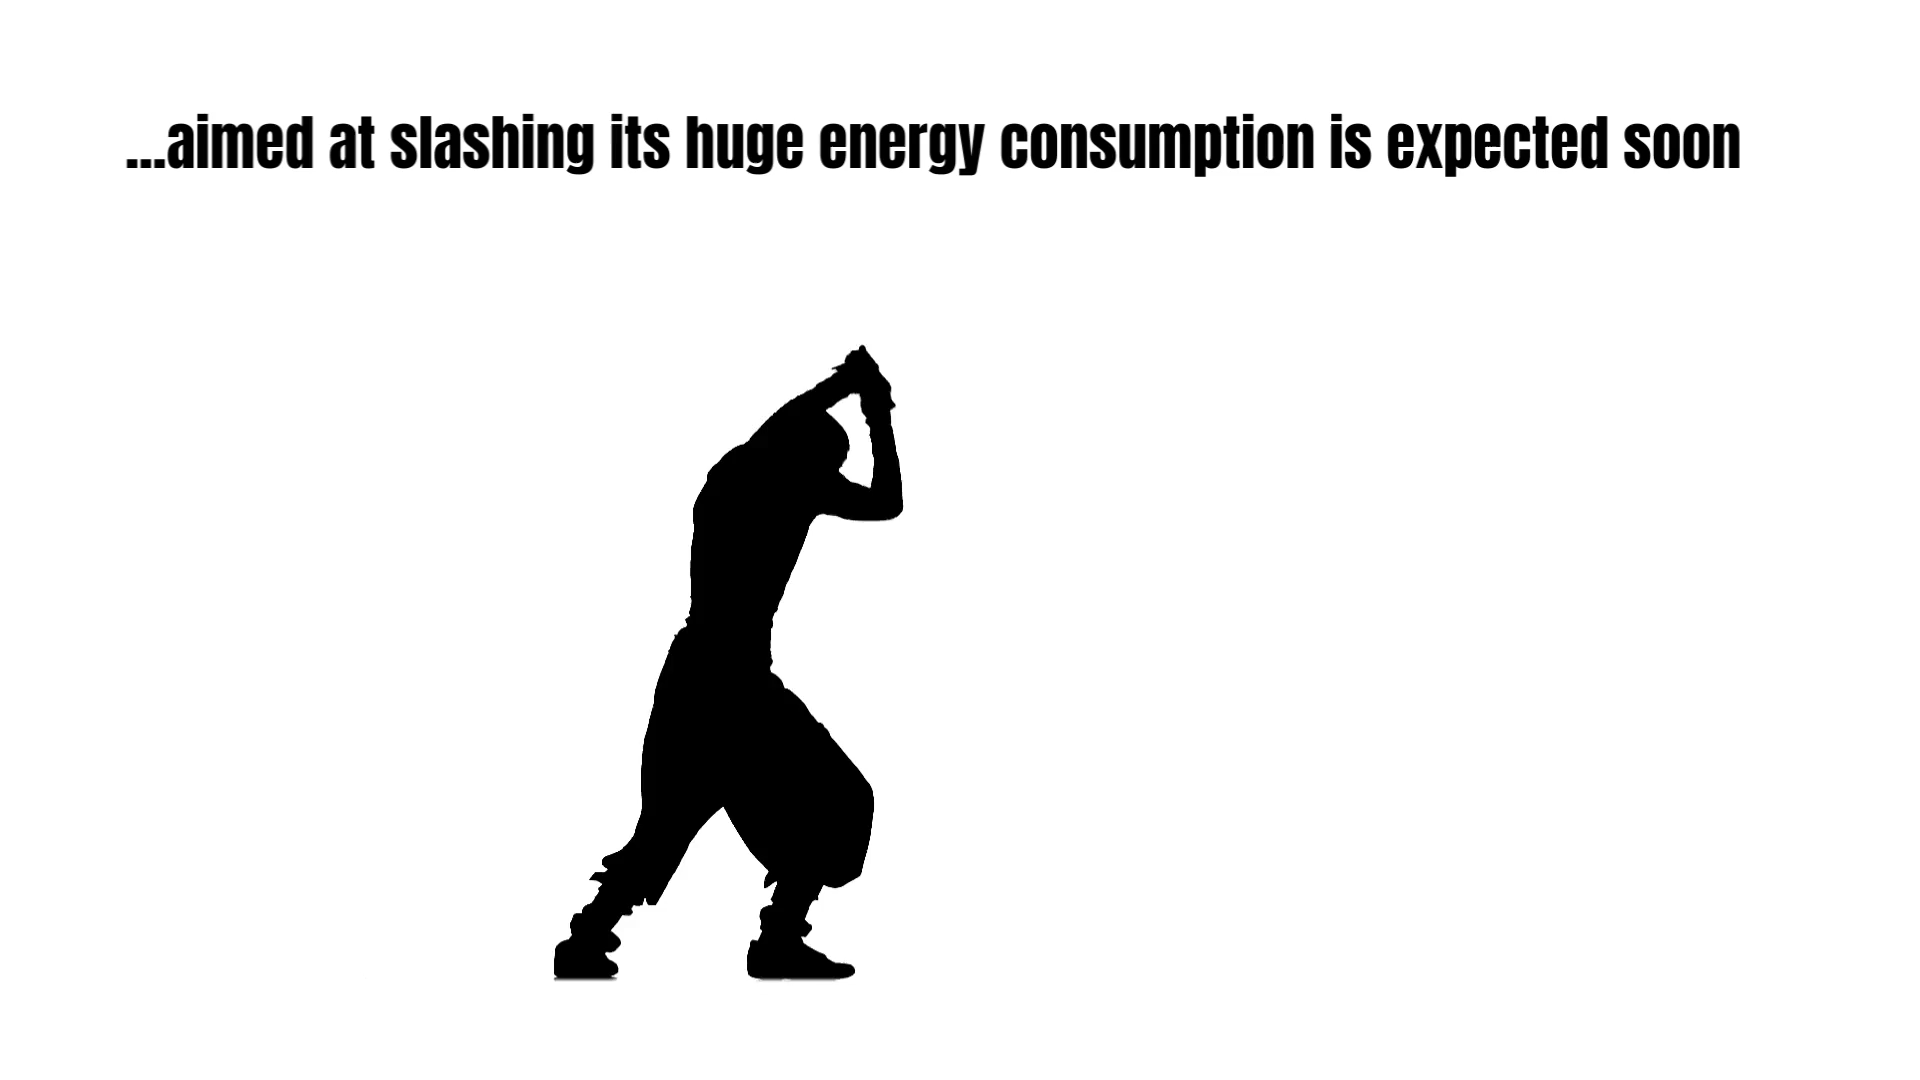 ...aimed at slashing its huge energy consumption is expected soon